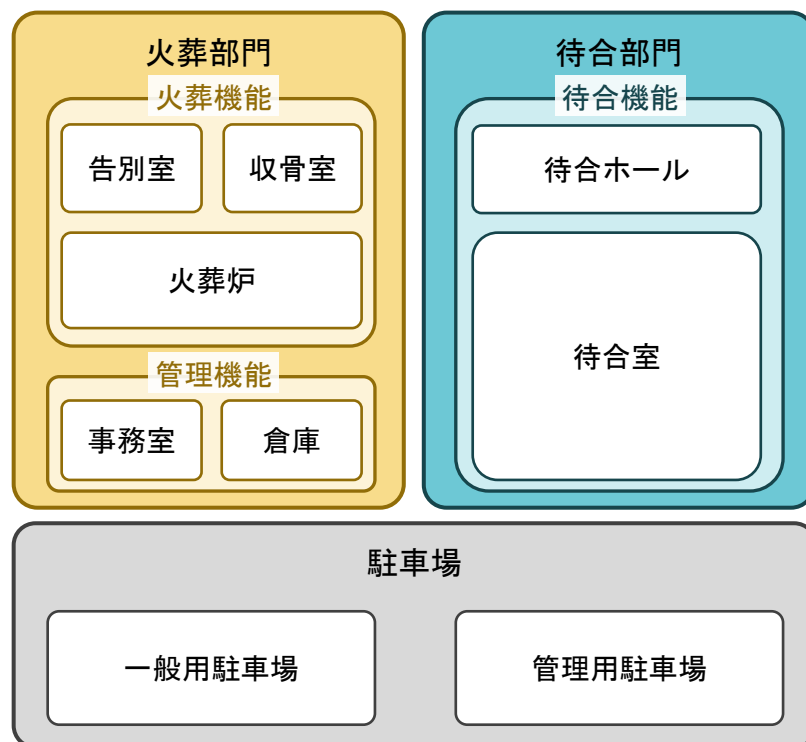 火葬部門
火葬機能
告別室
収骨室
火葬炉
管理機能
事務室
倉庫
待合部門
待合機能
待合ホール
待合室
駐車場
一般用駐車場
管理用駐車場